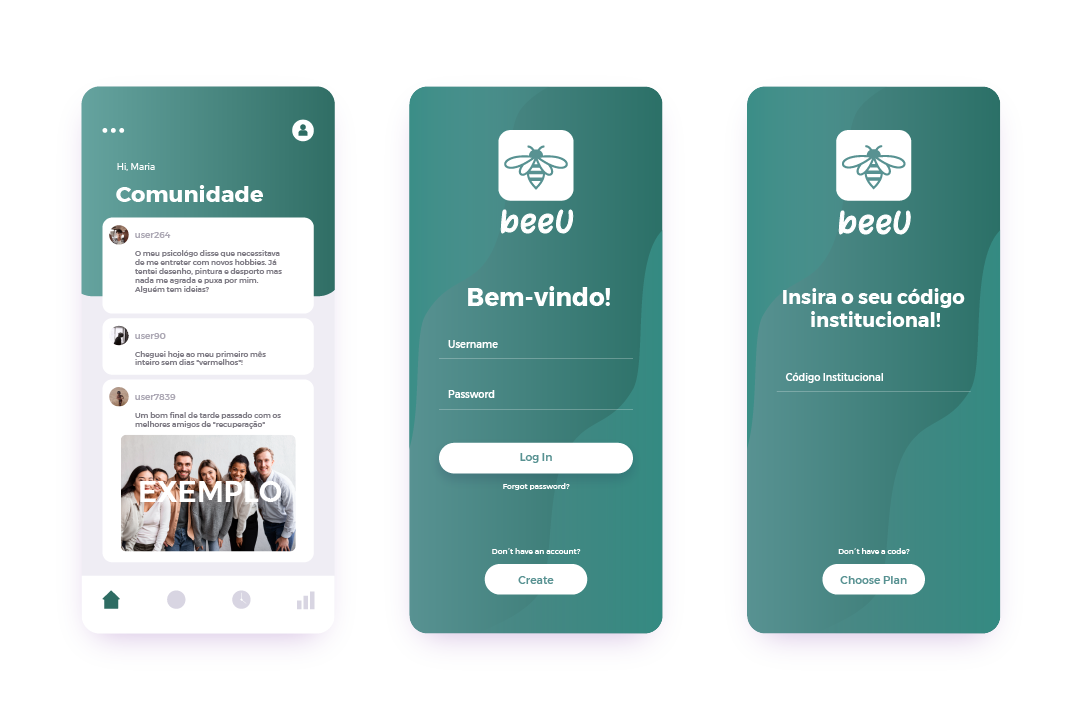 Hi, Maria
Comunidade
user264
O meu psicológo disse que necessitava
de me entreter com novos hobbies. Já
tentei desenho, pintura e desporto mas
nada me agrada e puxa por mim.
Alguém tem ideias?
user90
Cheguei hoje ao meu primeiro mês
inteiro sem dias "vermelhos"!
user7839
Um bom final de tarde passado com os
melhores amigos de "recuperação"
EXEMPLO
beeU
Bem-vindo!
Username
Password
Log In
Forgot password?
Don´t have an account?
Create
beeU
Insira o seu código
institucional!
Código Institucional
Don´t have a code?
Choose Plan